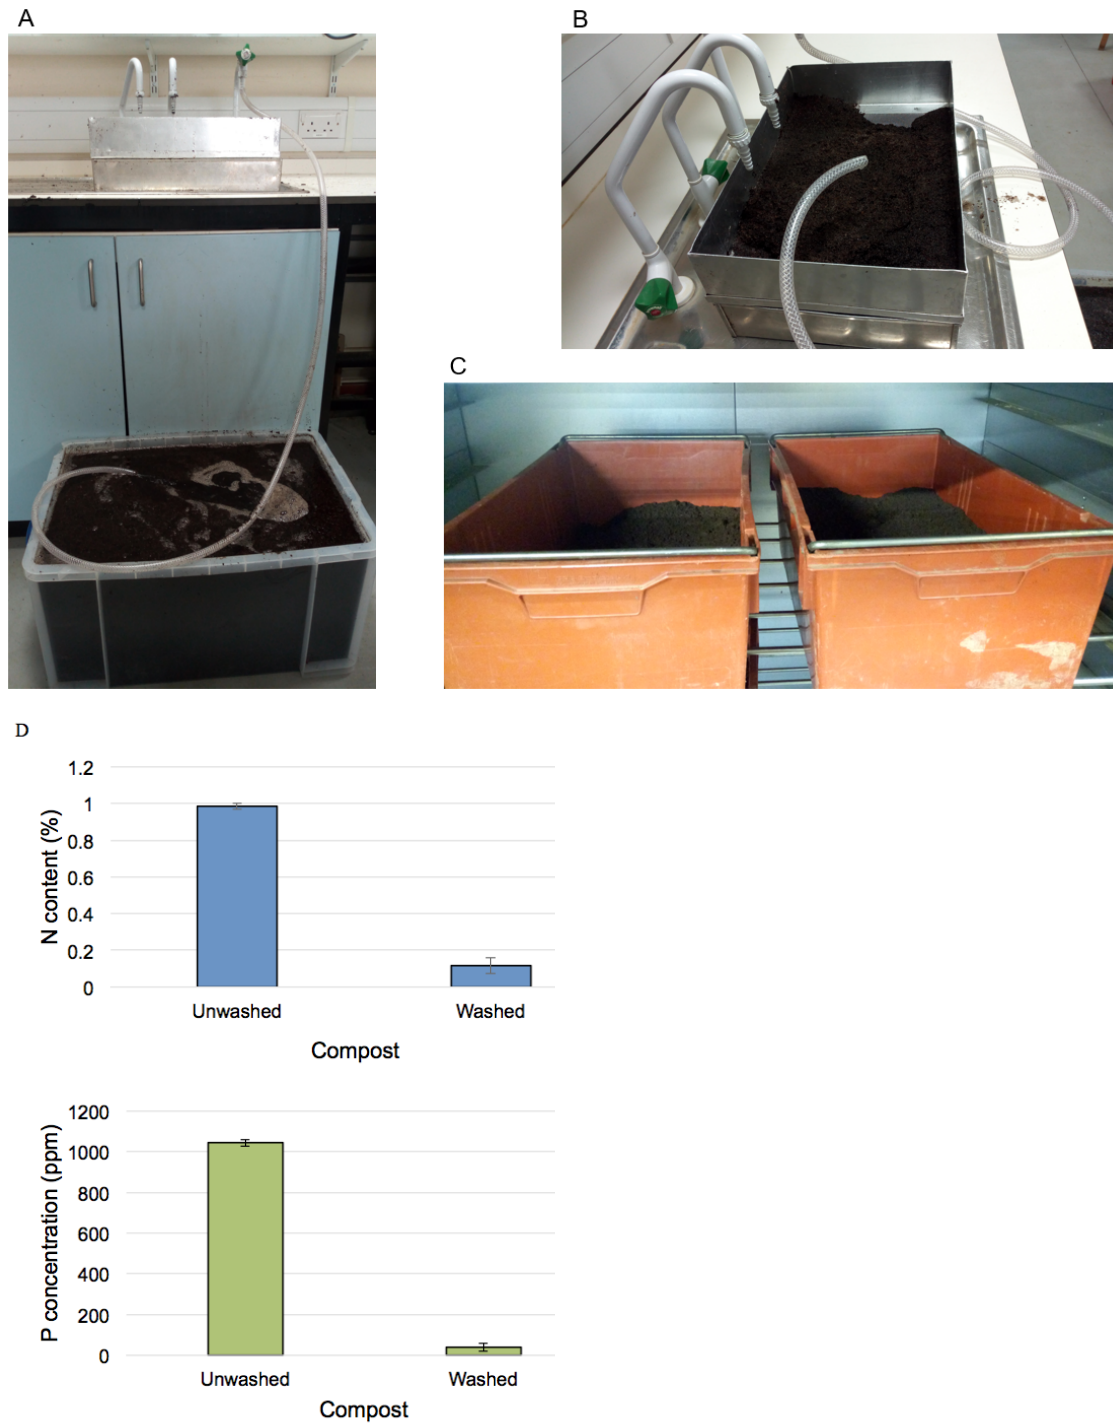 A
B
C
D
1.2
1
0.8
0.6
0.4
0.2
0
N content (%)
Unwashed Washed
Compost
1200
1000
800
600
400
200
0
P concentration (ppm)
Unwashed Washed
Compost